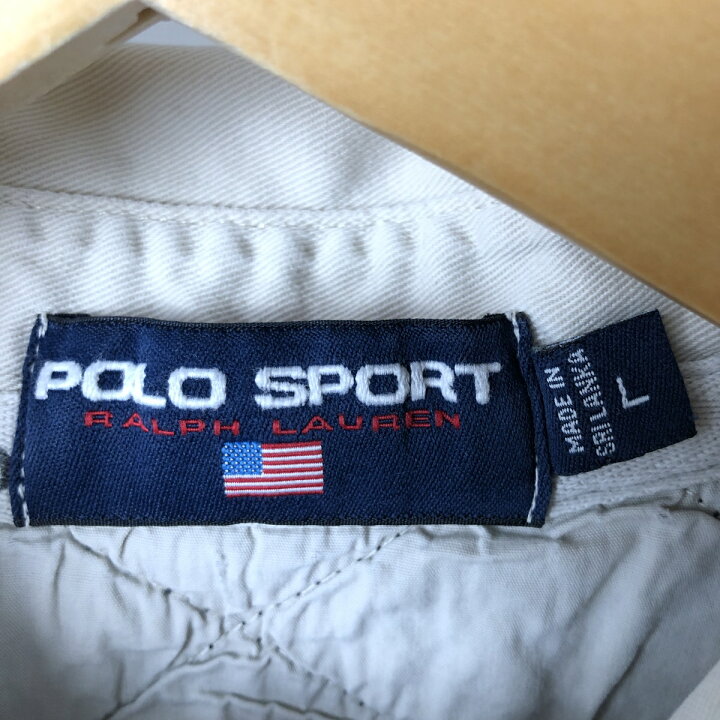 POLO SPORT
RALPH LAUREN
MADE IN
SRI LANKA
L